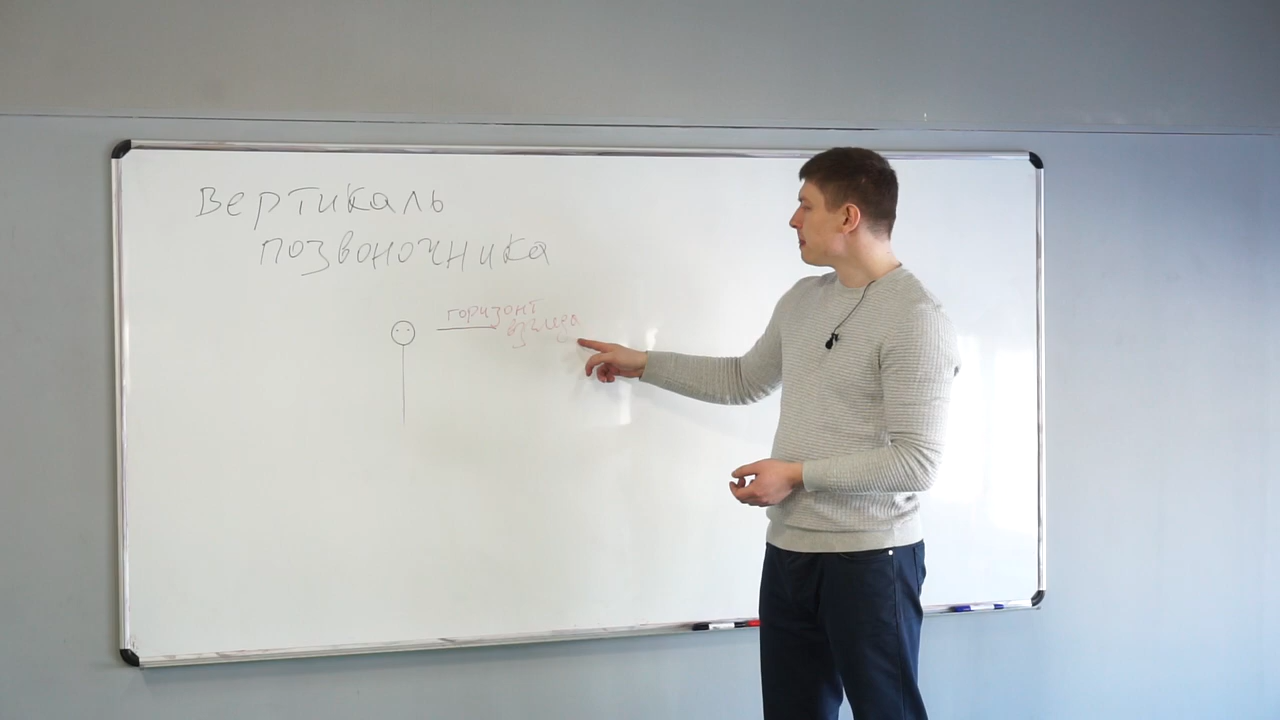 Вертикаль
позвоночника
горизонт
взгляда